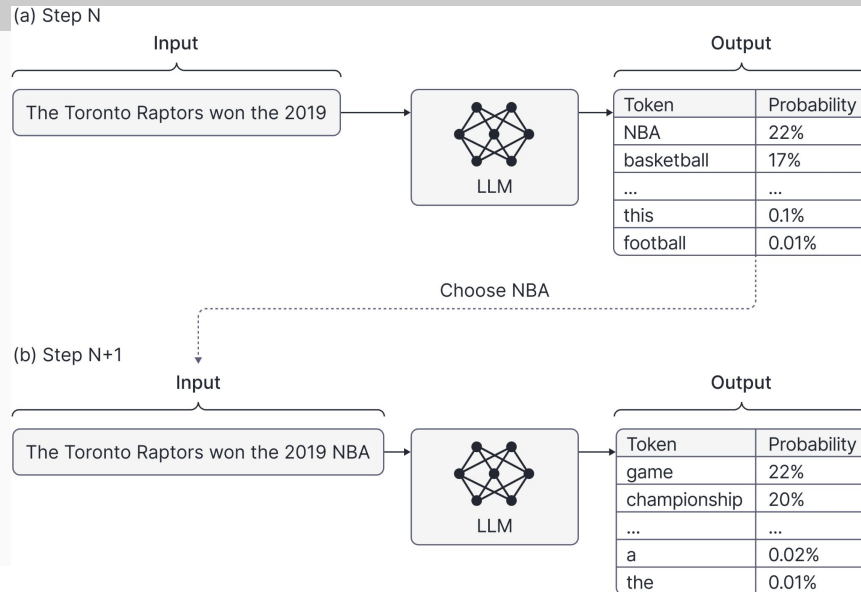 (a) Step N
Input
Output
The Toronto Raptors won the 2019
LLM
Token Probability
NBA 22%
basketball 17%
... ...
this 0.1%
football 0.01%
Choose NBA
(b) Step N+1
Input
Output
The Toronto Raptors won the 2019 NBA
LLM
Token Probability
game 22%
championship 20%
... ...
a 0.02%
the 0.01%